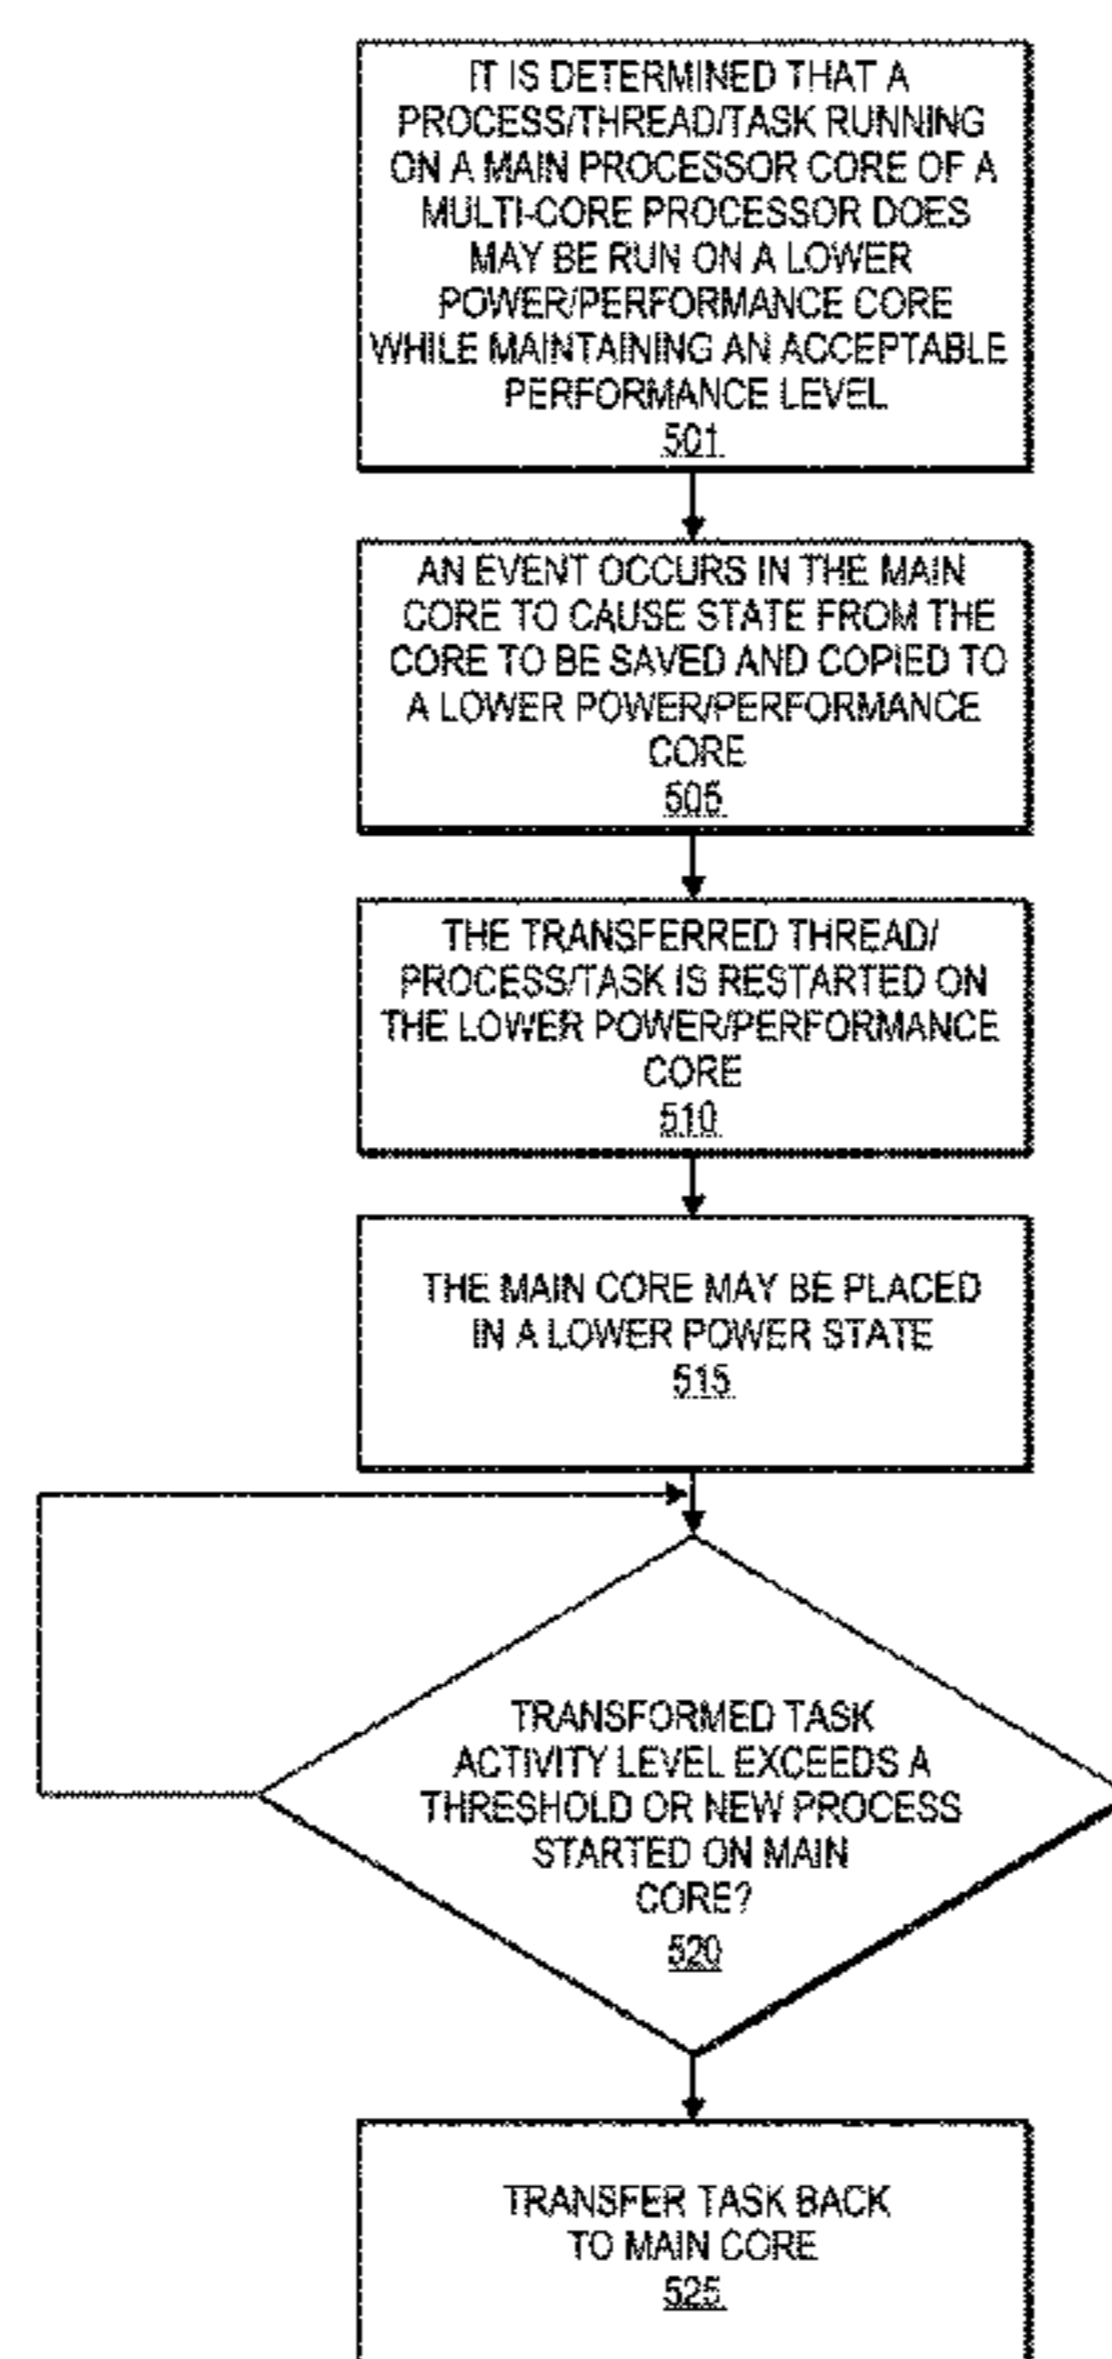 IT IS DETERMINED THAT A
PROCESS/THREAD/TASK RUNNING
ON A MAIN PROCESSOR CORE OF A
MULTI-CORE PROCESSOR DOES
MAY BE RUN ON A LOWER
POWER/PERFORMANCE CORE
WHILE MAINTAINING AN ACCEPTABLE
PERFORMANCE LEVEL
501
AN EVENT OCCURS IN THE MAIN
CORE TO CAUSE STATE FROM THE
CORE TO BE SAVED AND COPIED TO
A LOWER POWER/PERFORMANCE
CORE
505
THE TRANSFERRED THREAD/
PROCESS/TASK IS RESTARTED ON
THE LOWER POWER/PERFORMANCE
CORE
510
THE MAIN CORE MAY BE PLACED
IN A LOWER POWER STATE
515
TRANSFORMED TASK
ACTIVITY LEVEL EXCEEDS A
THRESHOLD OR NEW PROCESS
STARTED ON MAIN
CORE?
520
TRANSFER TASK BACK
TO MAIN CORE
525